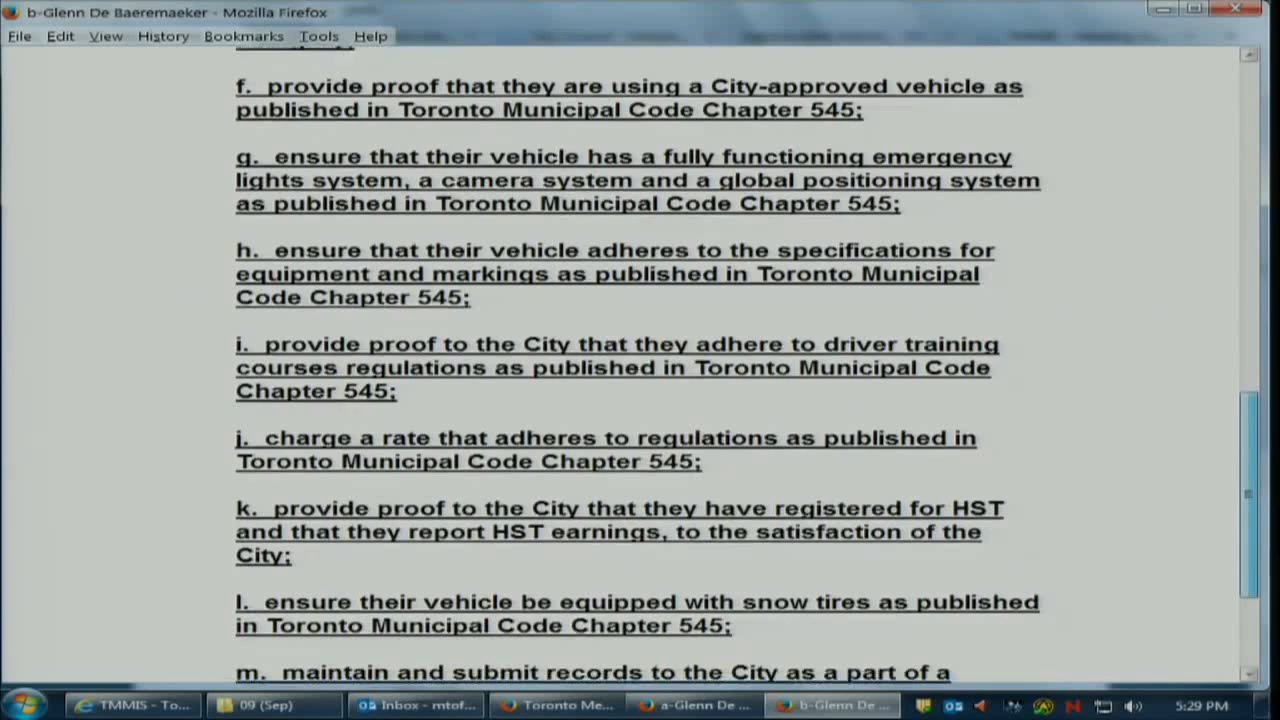 b-Glenn De Baeremaeker - Mozilla Firefox
File Edit View History Bookmarks Tools Help
f. provide proof that they are using a City-approved vehicle as
published in Toronto Municipal Code Chapter 545;
g. ensure that their vehicle has a fully functioning emergency
lights system, a camera system and a global positioning system
as published in Toronto Municipal Code Chapter 545;
h. ensure that their vehicle adheres to the specifications for
equipment and markings as published in Toronto Municipal
Code Chapter 545;
i. provide proof to the City that they adhere to driver training
courses regulations as published in Toronto Municipal Code
Chapter 545;
j. charge a rate that adheres to regulations as published in
Toronto Municipal Code Chapter 545;
k. provide proof to the City that they have registered for HST
and that they report HST earnings, to the satisfaction of the
City;
l. ensure their vehicle be equipped with snow tires as published
in Toronto Municipal Code Chapter 545;
m. maintain and submit records to the City as a part of a
TMMIS - To... 09 (Sep) Inbox - mtof... Toronto Me... a-Glenn De ... b-Glenn De ... 5:29 PM